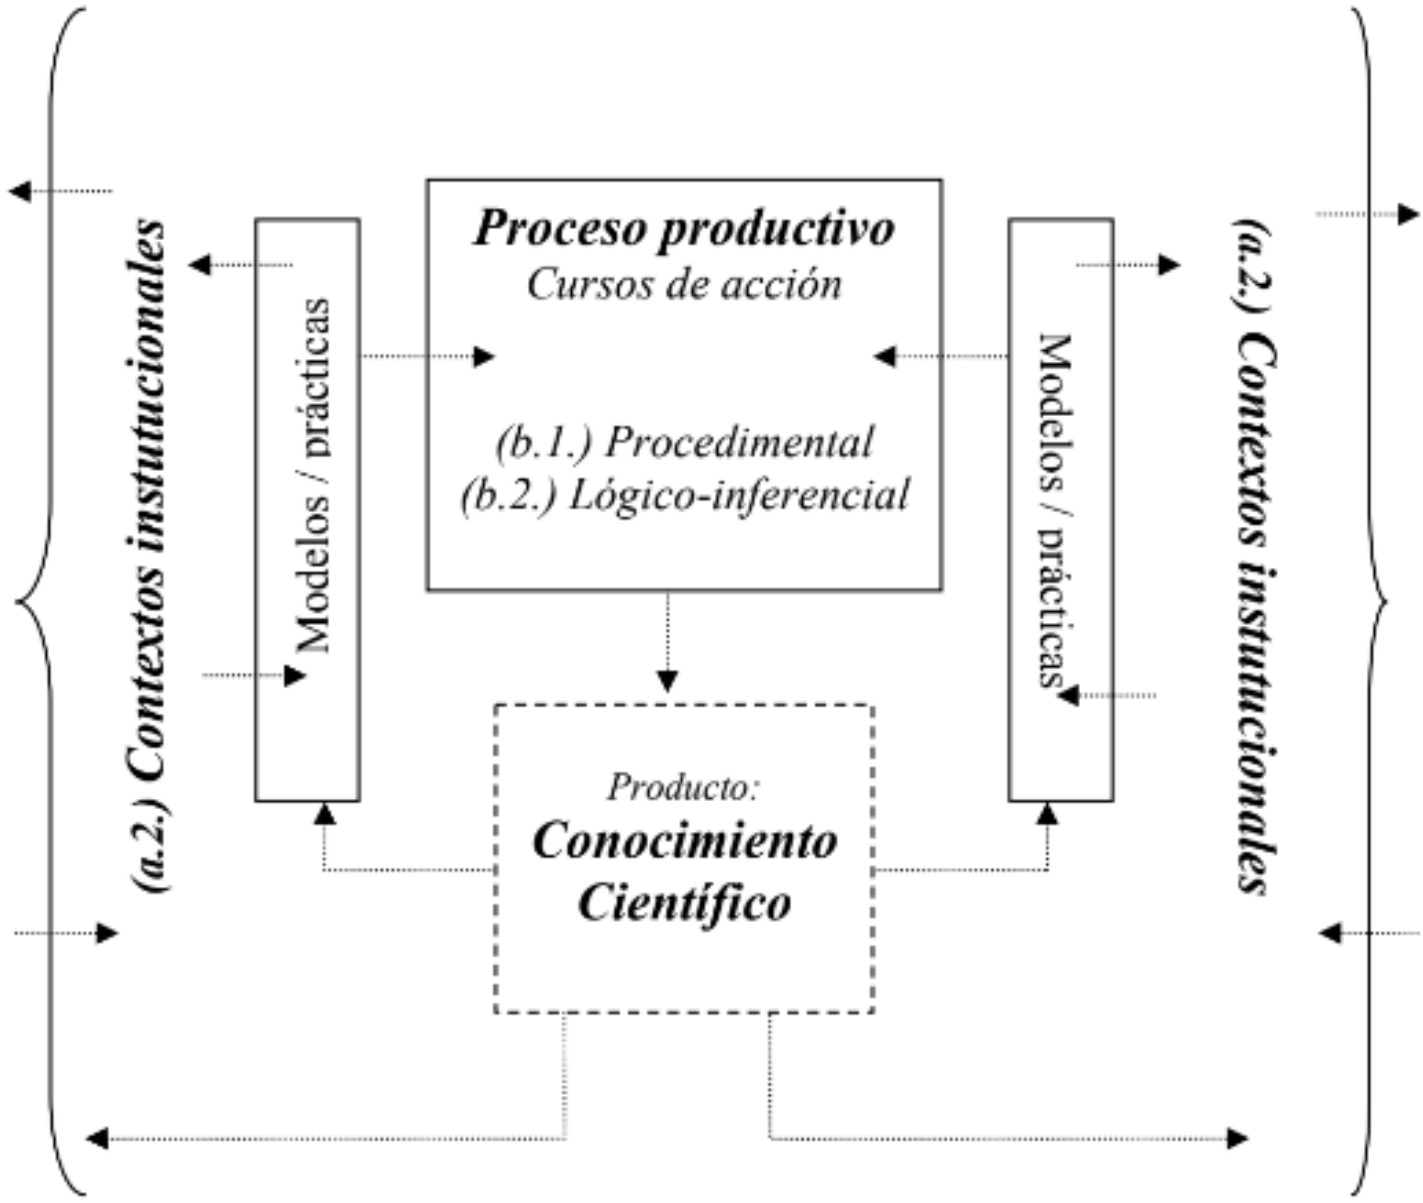 (a.2.) Contextos instutucionales
Modelos / prácticas
Proceso productivo
Cursos de acción
(b.1.) Procedimental
(b.2.) Lógico-inferencial
Producto:
Conocimiento
Científico
Modelos / prácticas
(a.2.) Contextos instutucionales